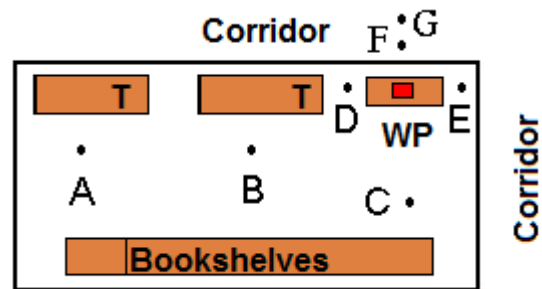 Corridor F G
T T
D WP E
A B C
Bookshelves
Corridor